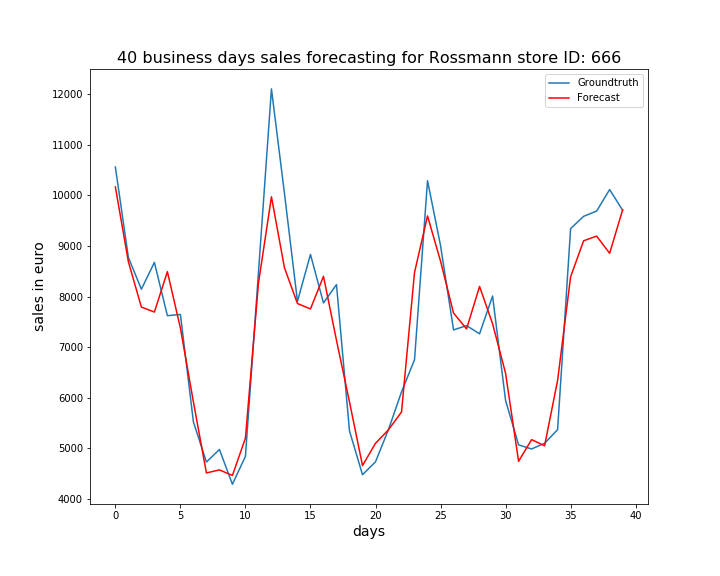 40 business days sales forecasting for Rossmann store ID: 666
Groundtruth
Forecast
sales in euro
12000
11000
10000
9000
8000
7000
6000
5000
4000
0 5 10 15 20 25 30 35 40
days